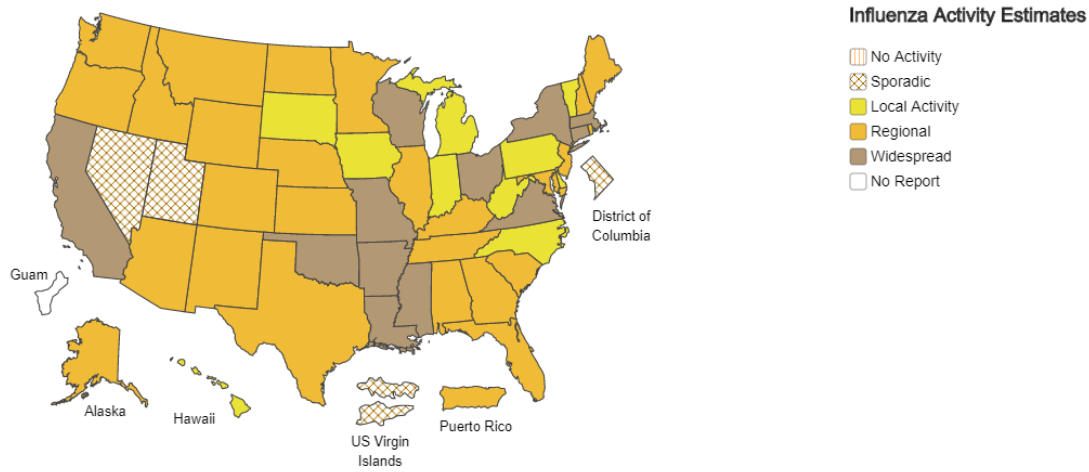 Influenza Activity Estimates
No Activity
Sporadic
Local Activity
Regional
Widespread
No Report
District of
Columbia
Guam
Alaska
Hawaii
US Virgin
Islands
Puerto Rico